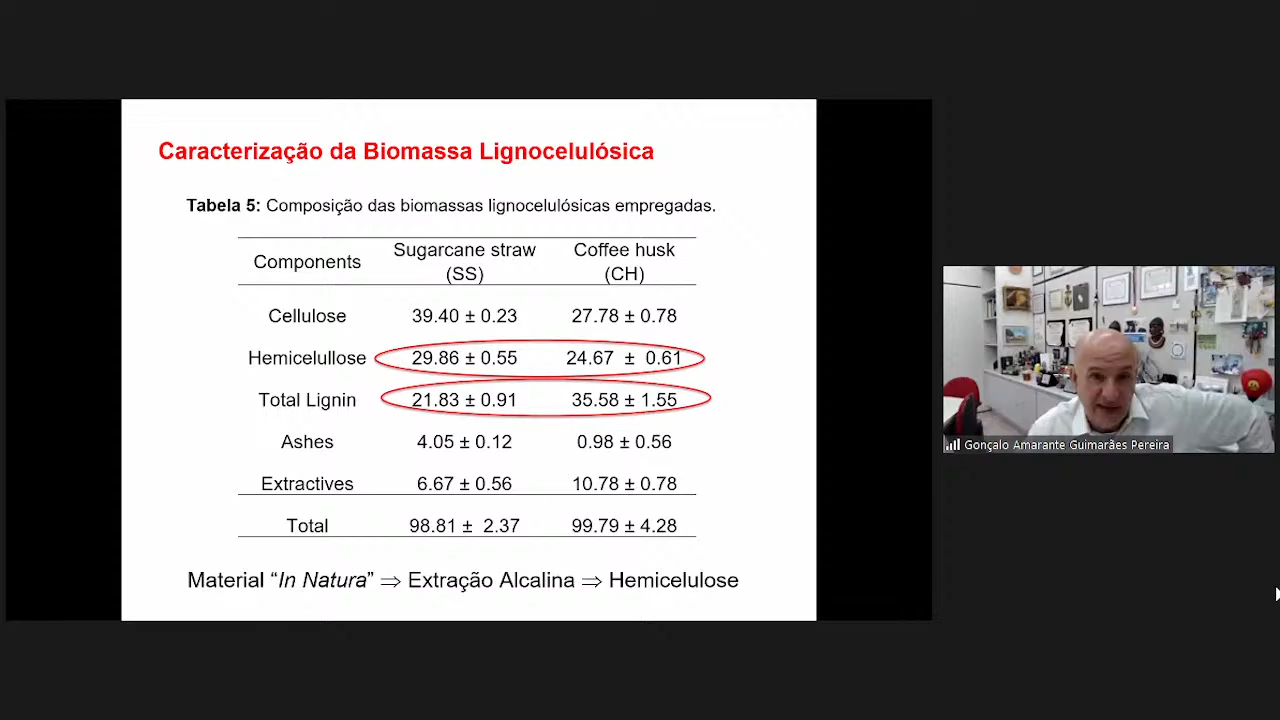 Caracterização da Biomassa Lignocelulósica
Tabela 5: Composição das biomassas lignocelulósicas empregadas.
Components Sugarcane straw (SS) Coffee husk (CH)
Cellulose 39.40 ± 0.23 27.78 ± 0.78
Hemicelullose 29.86 ± 0.55 24.67 ± 0.61
Total Lignin 21.83 ± 0.91 35.58 ± 1.55
Ashes 4.05 ± 0.12 0.98 ± 0.56
Extractives 6.67 ± 0.56 10.78 ± 0.78
Total 98.81 ± 2.37 99.79 ± 4.28
Material “In Natura” ⇒ Extração Alcalina ⇒ Hemicelulose
Gonçalo Amarante Guimarães Pereira